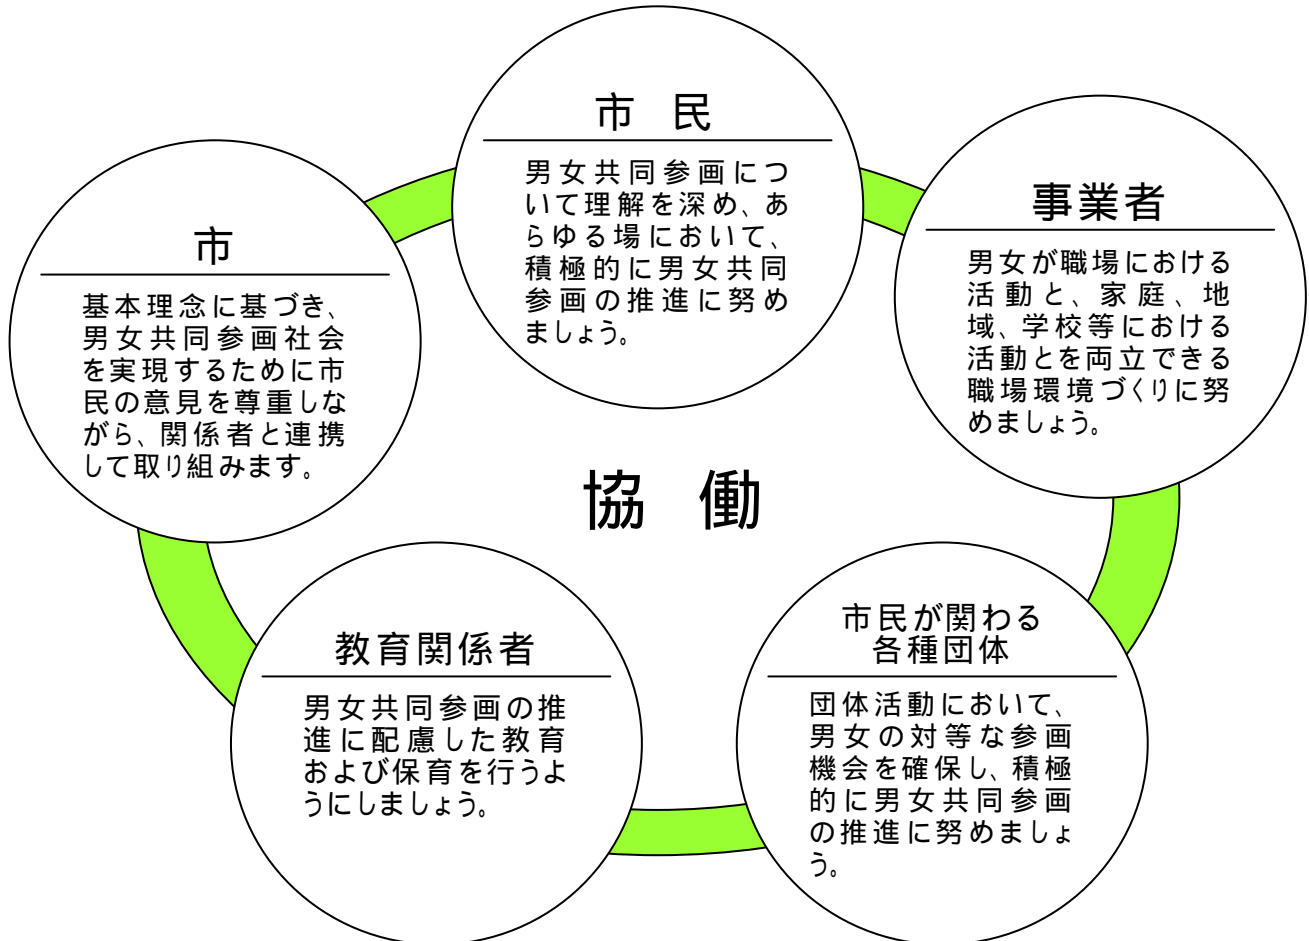 市 民
男女共同参画につ
いて理解を深め、あ
らゆる場において、
積極的に男女共同
参画の推進に努め
ましょう。
事業者
男女が職場における
活動と、家庭、地
域、学校等における
活動とを両立できる
職場環境づくりに努
めましょう。
市
基本理念に基づき、
男女共同参画社会
を実現するために市
民の意見を尊重しな
がら、関係者と連携
して取り組みます。
協 働
教育関係者
男女共同参画の推
進に配慮した教育
および保育を行うよ
うにしましょう。
市民が関わる
各種団体
団体活動において、
男女の対等な参画
機会を確保し、積極
的に男女共同参画
の推進に努めましょ
う。